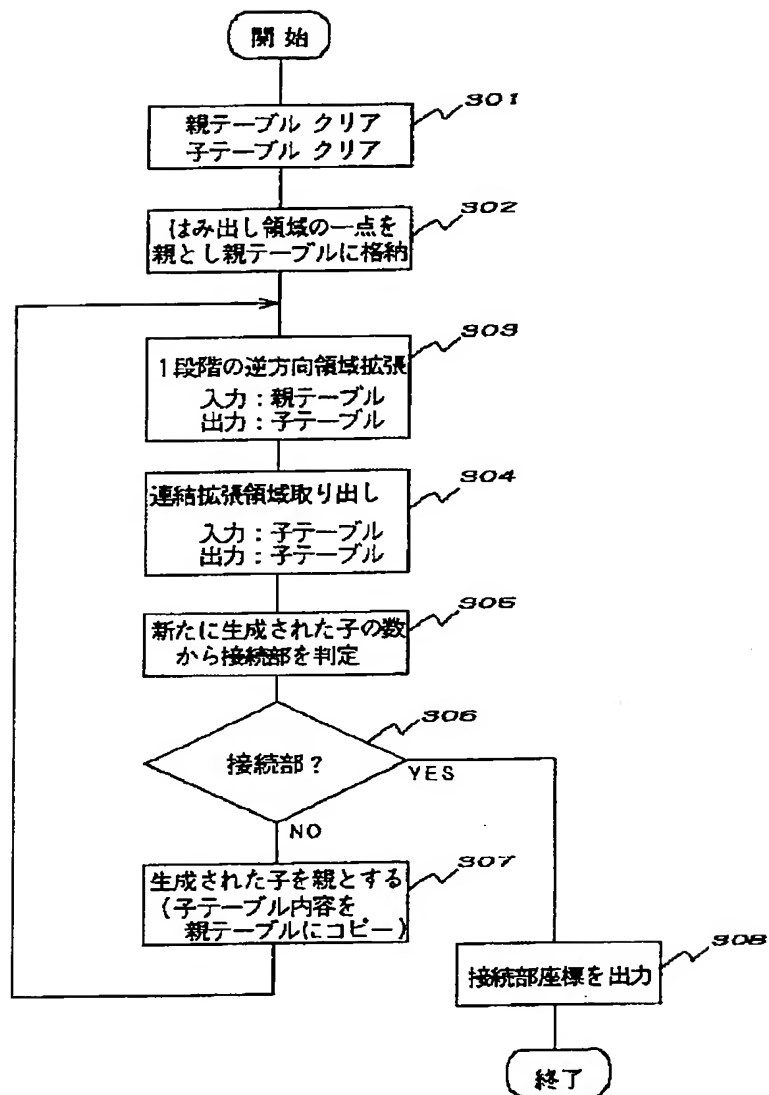 開始
301
親テーブル クリア
子テーブル クリア
302
はみ出し領域の一点を
親とし親テーブルに格納
303
1段階の逆方向領域拡張
入力：親テーブル
出力：子テーブル
304
連結拡張領域取り出し
入力：子テーブル
出力：子テーブル
305
新たに生成された子の数
から接続部を判定
306
接続部？
YES
NO
307
生成された子を親とする
(子テーブル内容を
親テーブルにコピー)
308
接続部座標を出力
終了